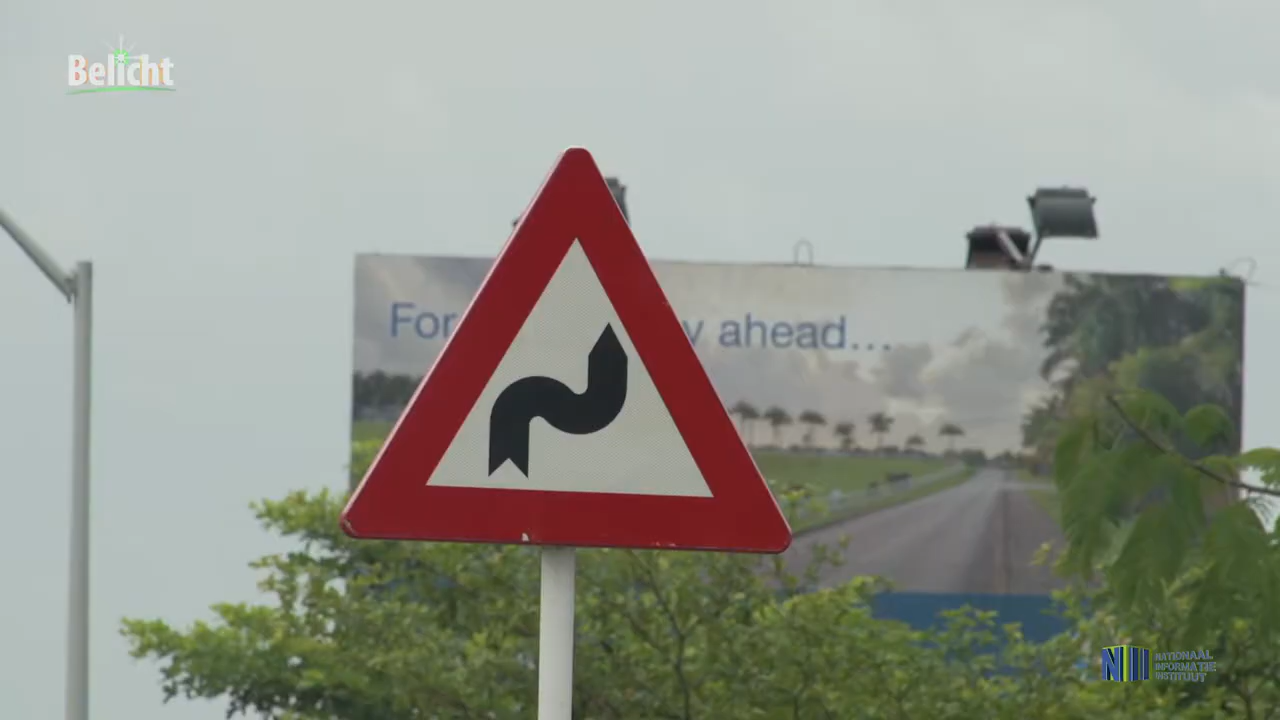 Belicht
For y ahead...
NATIONAAL
INFORMATIE
INSTITUUT